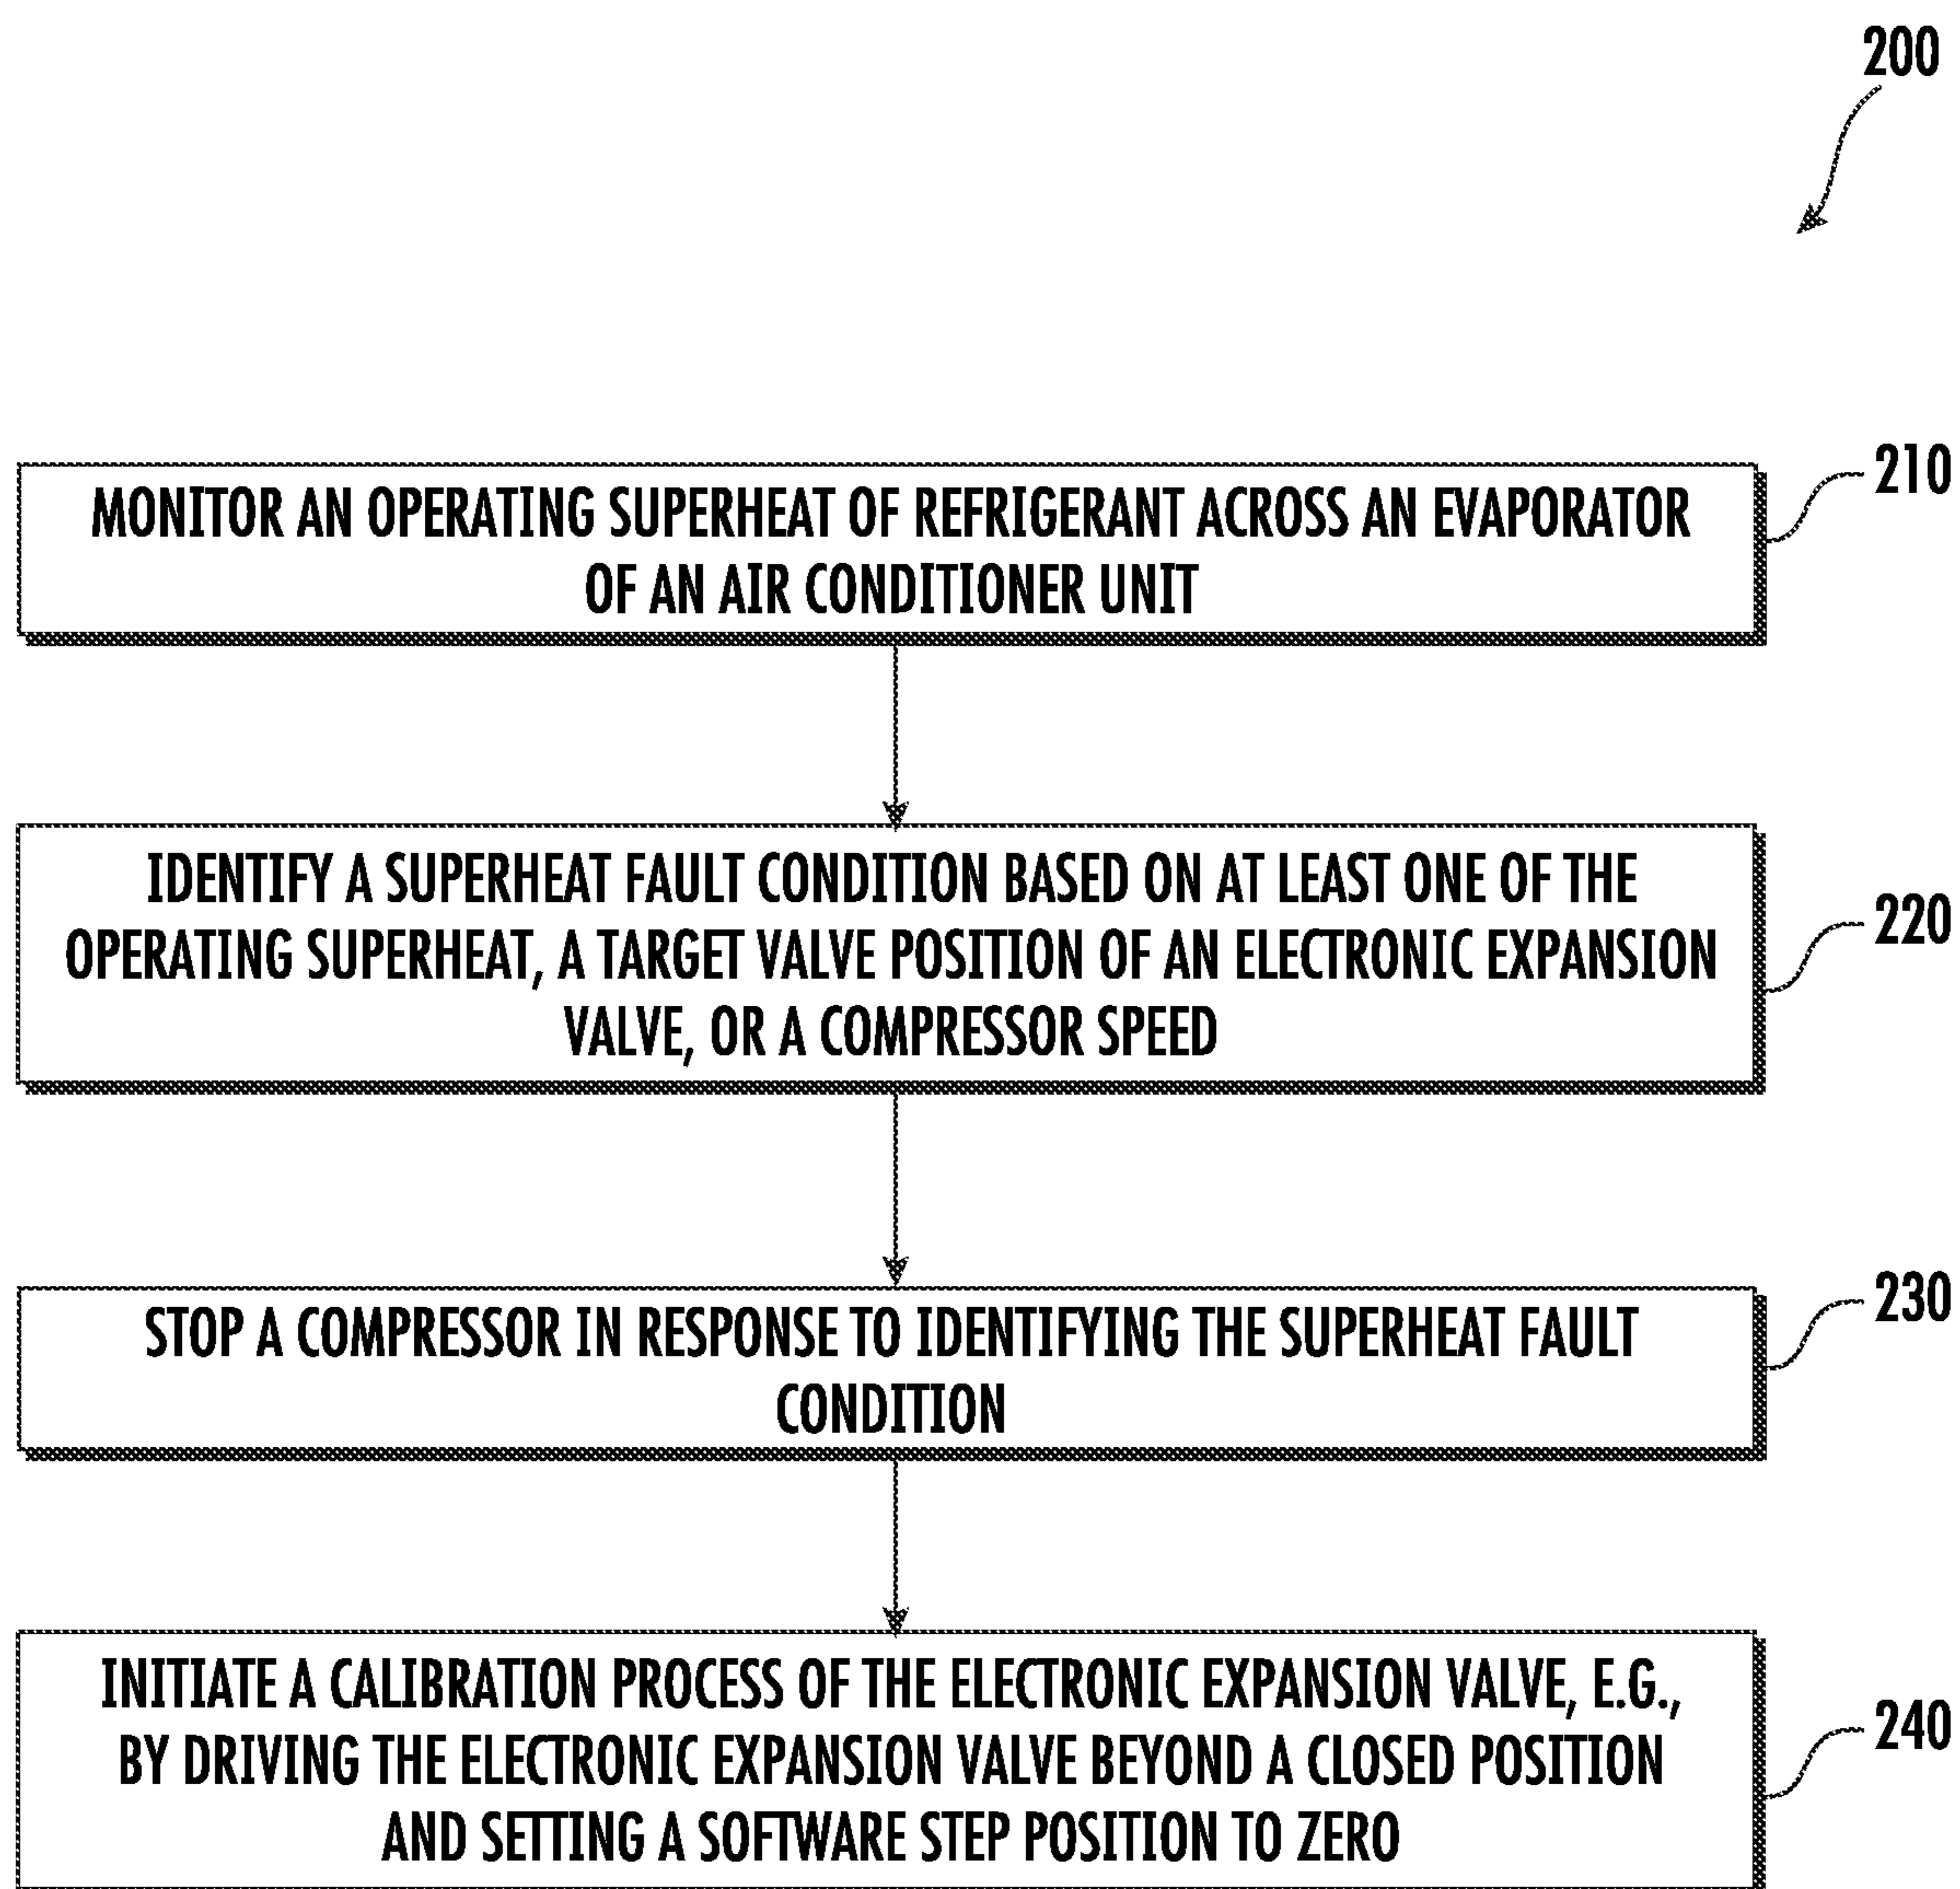 200
210
MONITOR AN OPERATING SUPERHEAT OF REFRIGERANT ACROSS AN EVAPORATOR
OF AN AIR CONDITIONER UNIT
220
IDENTIFY A SUPERHEAT FAULT CONDITION BASED ON AT LEAST ONE OF THE
OPERATING SUPERHEAT, A TARGET VALVE POSITION OF AN ELECTRONIC EXPANSION
VALVE, OR A COMPRESSOR SPEED
230
STOP A COMPRESSOR IN RESPONSE TO IDENTIFYING THE SUPERHEAT FAULT
CONDITION
240
INITIATE A CALIBRATION PROCESS OF THE ELECTRONIC EXPANSION VALVE, E.G.,
BY DRIVING THE ELECTRONIC EXPANSION VALVE BEYOND A CLOSED POSITION
AND SETTING A SOFTWARE STEP POSITION TO ZERO